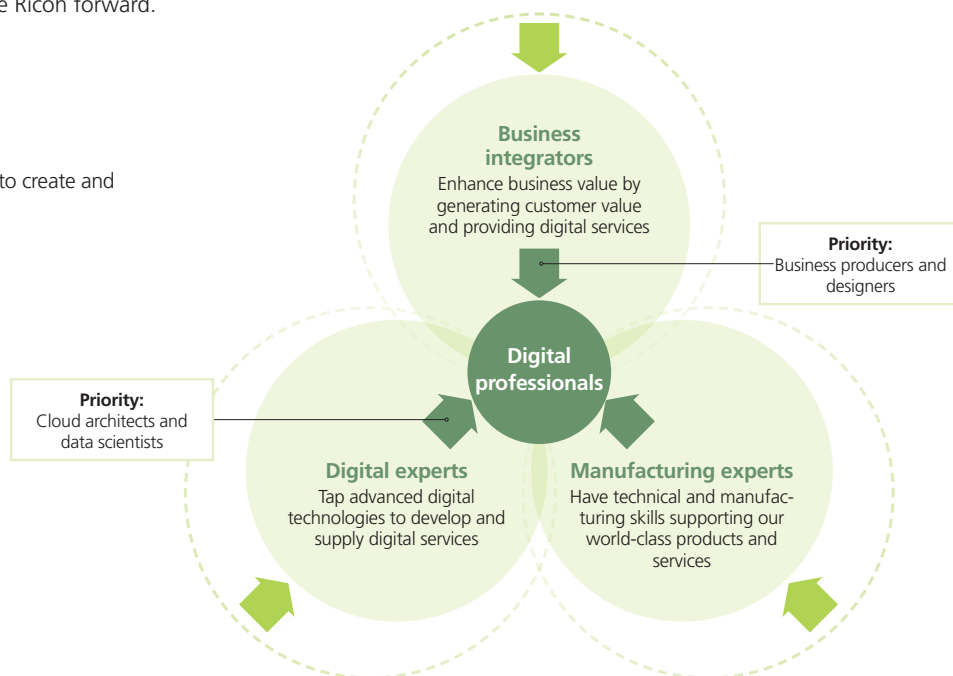 e Ricoh forward.
to create and
Business
integrators
Enhance business value by
generating customer value
and providing digital services
Priority:
Business producers and
designers
Digital
professionals
Priority:
Cloud architects and
data scientists
Digital experts
Tap advanced digital
technologies to develop and
supply digital services
Manufacturing experts
Have technical and manufac-
turing skills supporting our
world-class products and
services